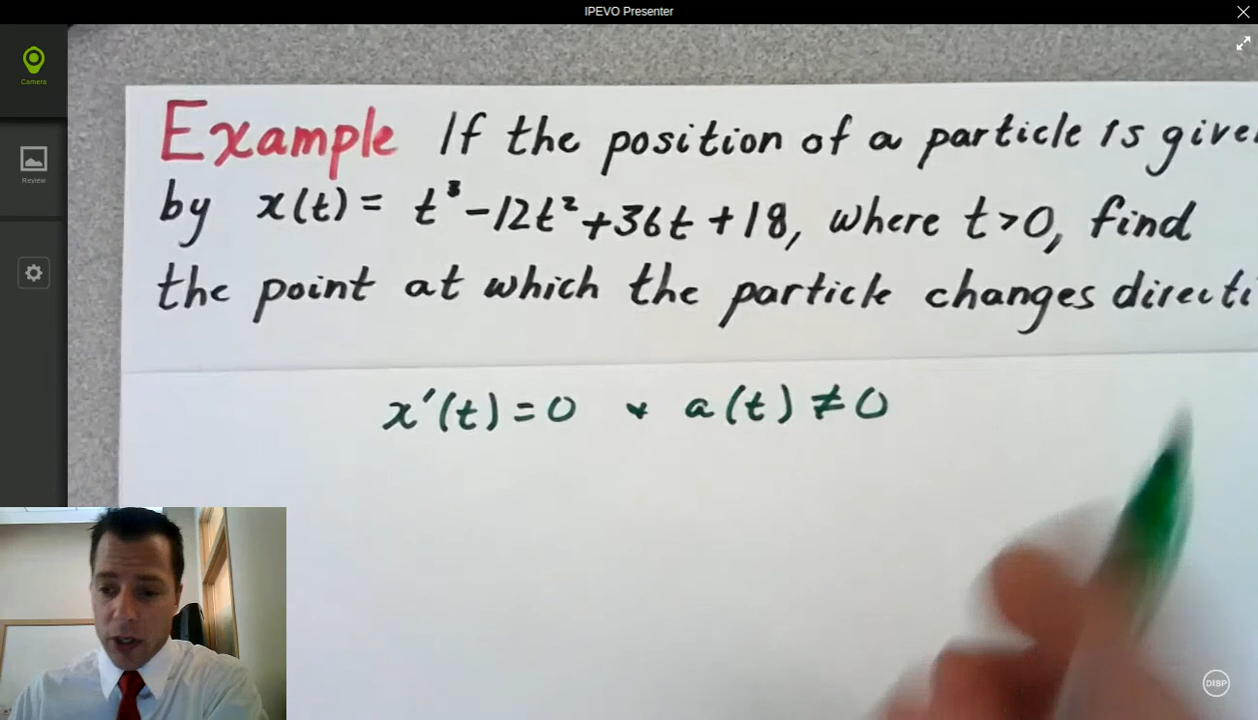 IPEVO Presenter
Camera
Review
Example If the position of a particle is give
by x(t) = t³ - 12t² + 36t + 18, where t > 0, find
the point at which the particle changes directi
x'(t) = 0 & a(t) ≠ 0
DISP